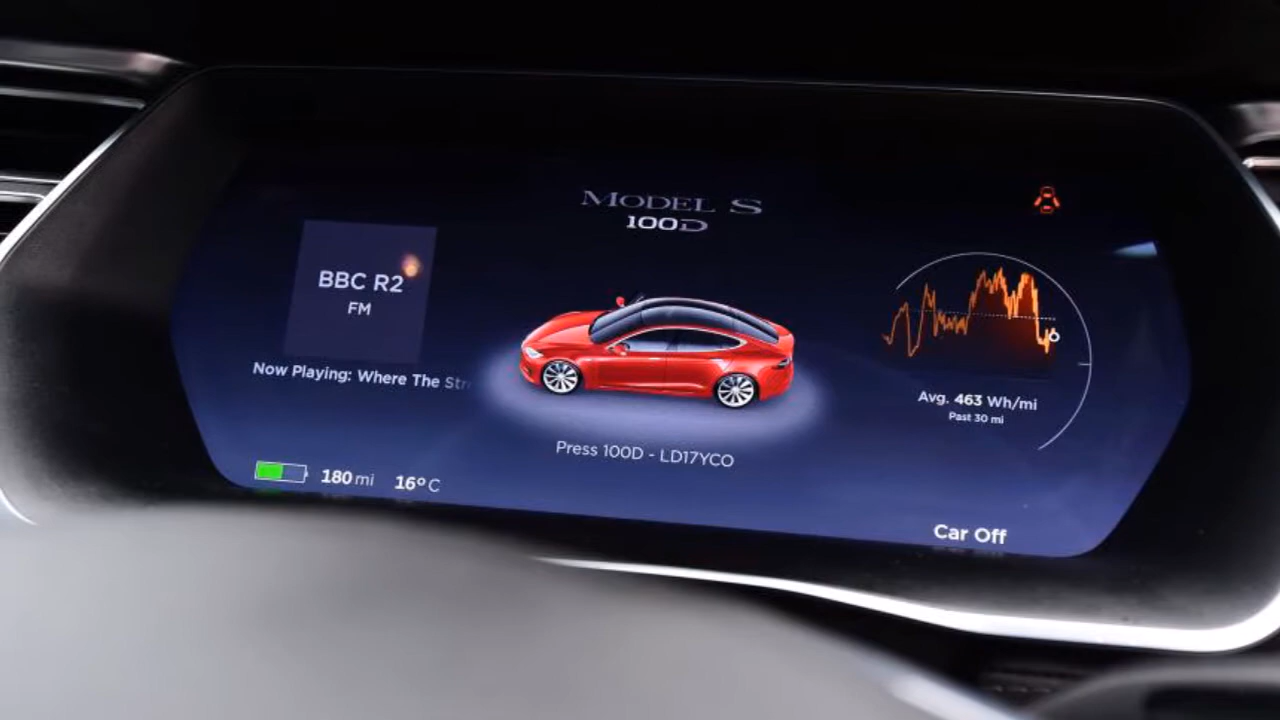 MODEL S
100D
BBC R2
FM
Now Playing: Where The Str
Avg. 463 Wh/mi
Past 30 mi
Press 100D - LD17YCO
180 mi 16° C
Car Off